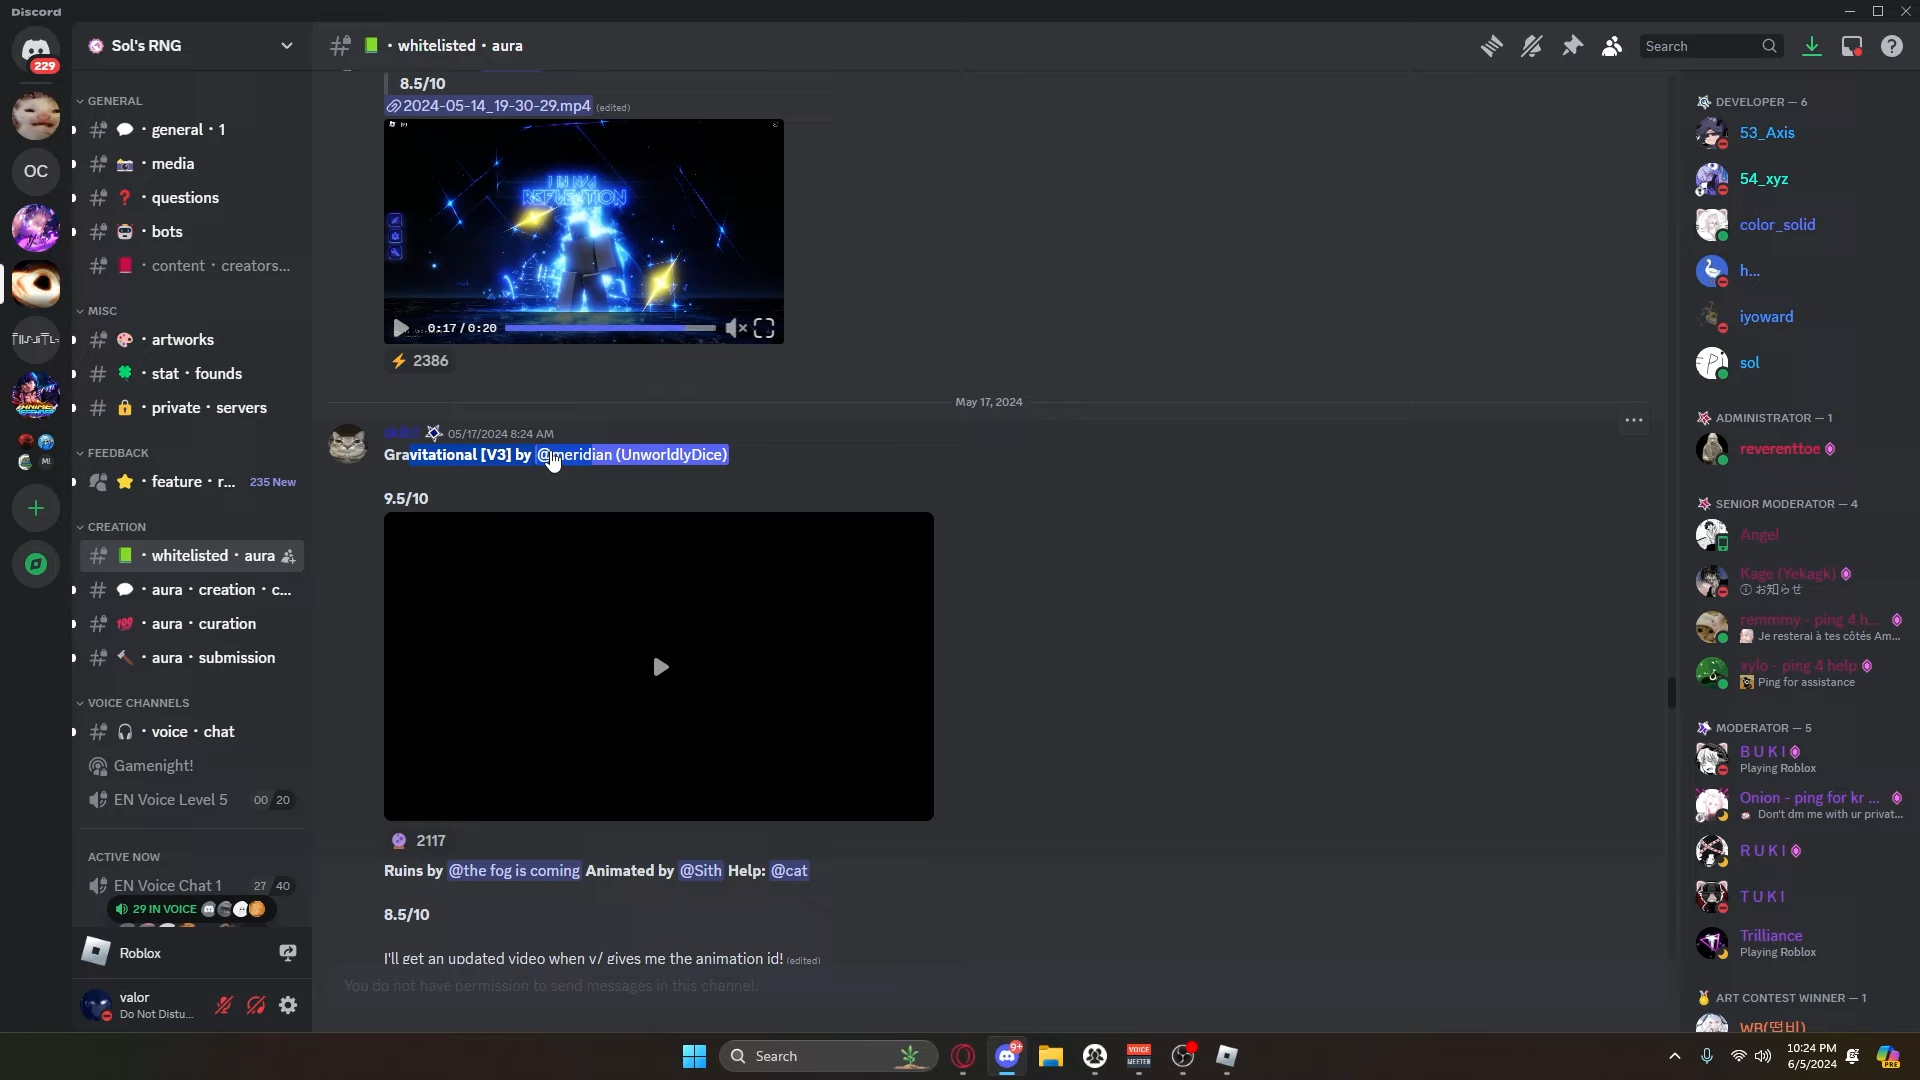 Discord
Sol's RNG
• whitelisted • aura
Search
229
GENERAL
• general • 1
• media
• questions
• bots
• content • creators...
OC
MISC
• artworks
• stat • founds
• private • servers
FEEDBACK
• feature • r...
235 New
CREATION
• whitelisted • aura
• aura • creation • c...
• aura • curation
• aura • submission
VOICE CHANNELS
• voice • chat
Gamenight!
EN Voice Level 5
00 20
ACTIVE NOW
EN Voice Chat 1
27 40
29 IN VOICE
Roblox
valor
Do Not Distu...
8.5/10
2024-05-14_19-30-29.mp4 (edited)
REFLECTION
0:17 / 0:20
2386
May 17, 2024
05/17/2024 8:24 AM
Gravitational [V3] by @meridian (UnworldlyDice)
9.5/10
2117
Ruins by @the fog is coming Animated by @Sith Help: @cat
8.5/10
I'll get an updated video when y/ gives me the animation id! (edited)
You do not have permission to send messages in this channel.
DEVELOPER — 6
53_Axis
54_xyz
color_solid
h...
iyoward
sol
ADMINISTRATOR — 1
reverenttoe
SENIOR MODERATOR — 4
Angel
Kage (Yekagk)
お知らせ
remmmy - ping 4 h...
Je resterai à tes côtés Am...
xylo - ping 4 help
Ping for assistance
MODERATOR — 5
B U K I
Playing Roblox
Onion - ping for kr ...
Don't dm me with ur privat...
R U K I
T U K I
Trilliance
Playing Roblox
ART CONTEST WINNER — 1
Search
9+
VOICE
MEETER
10:24 PM
6/5/2024
PRE